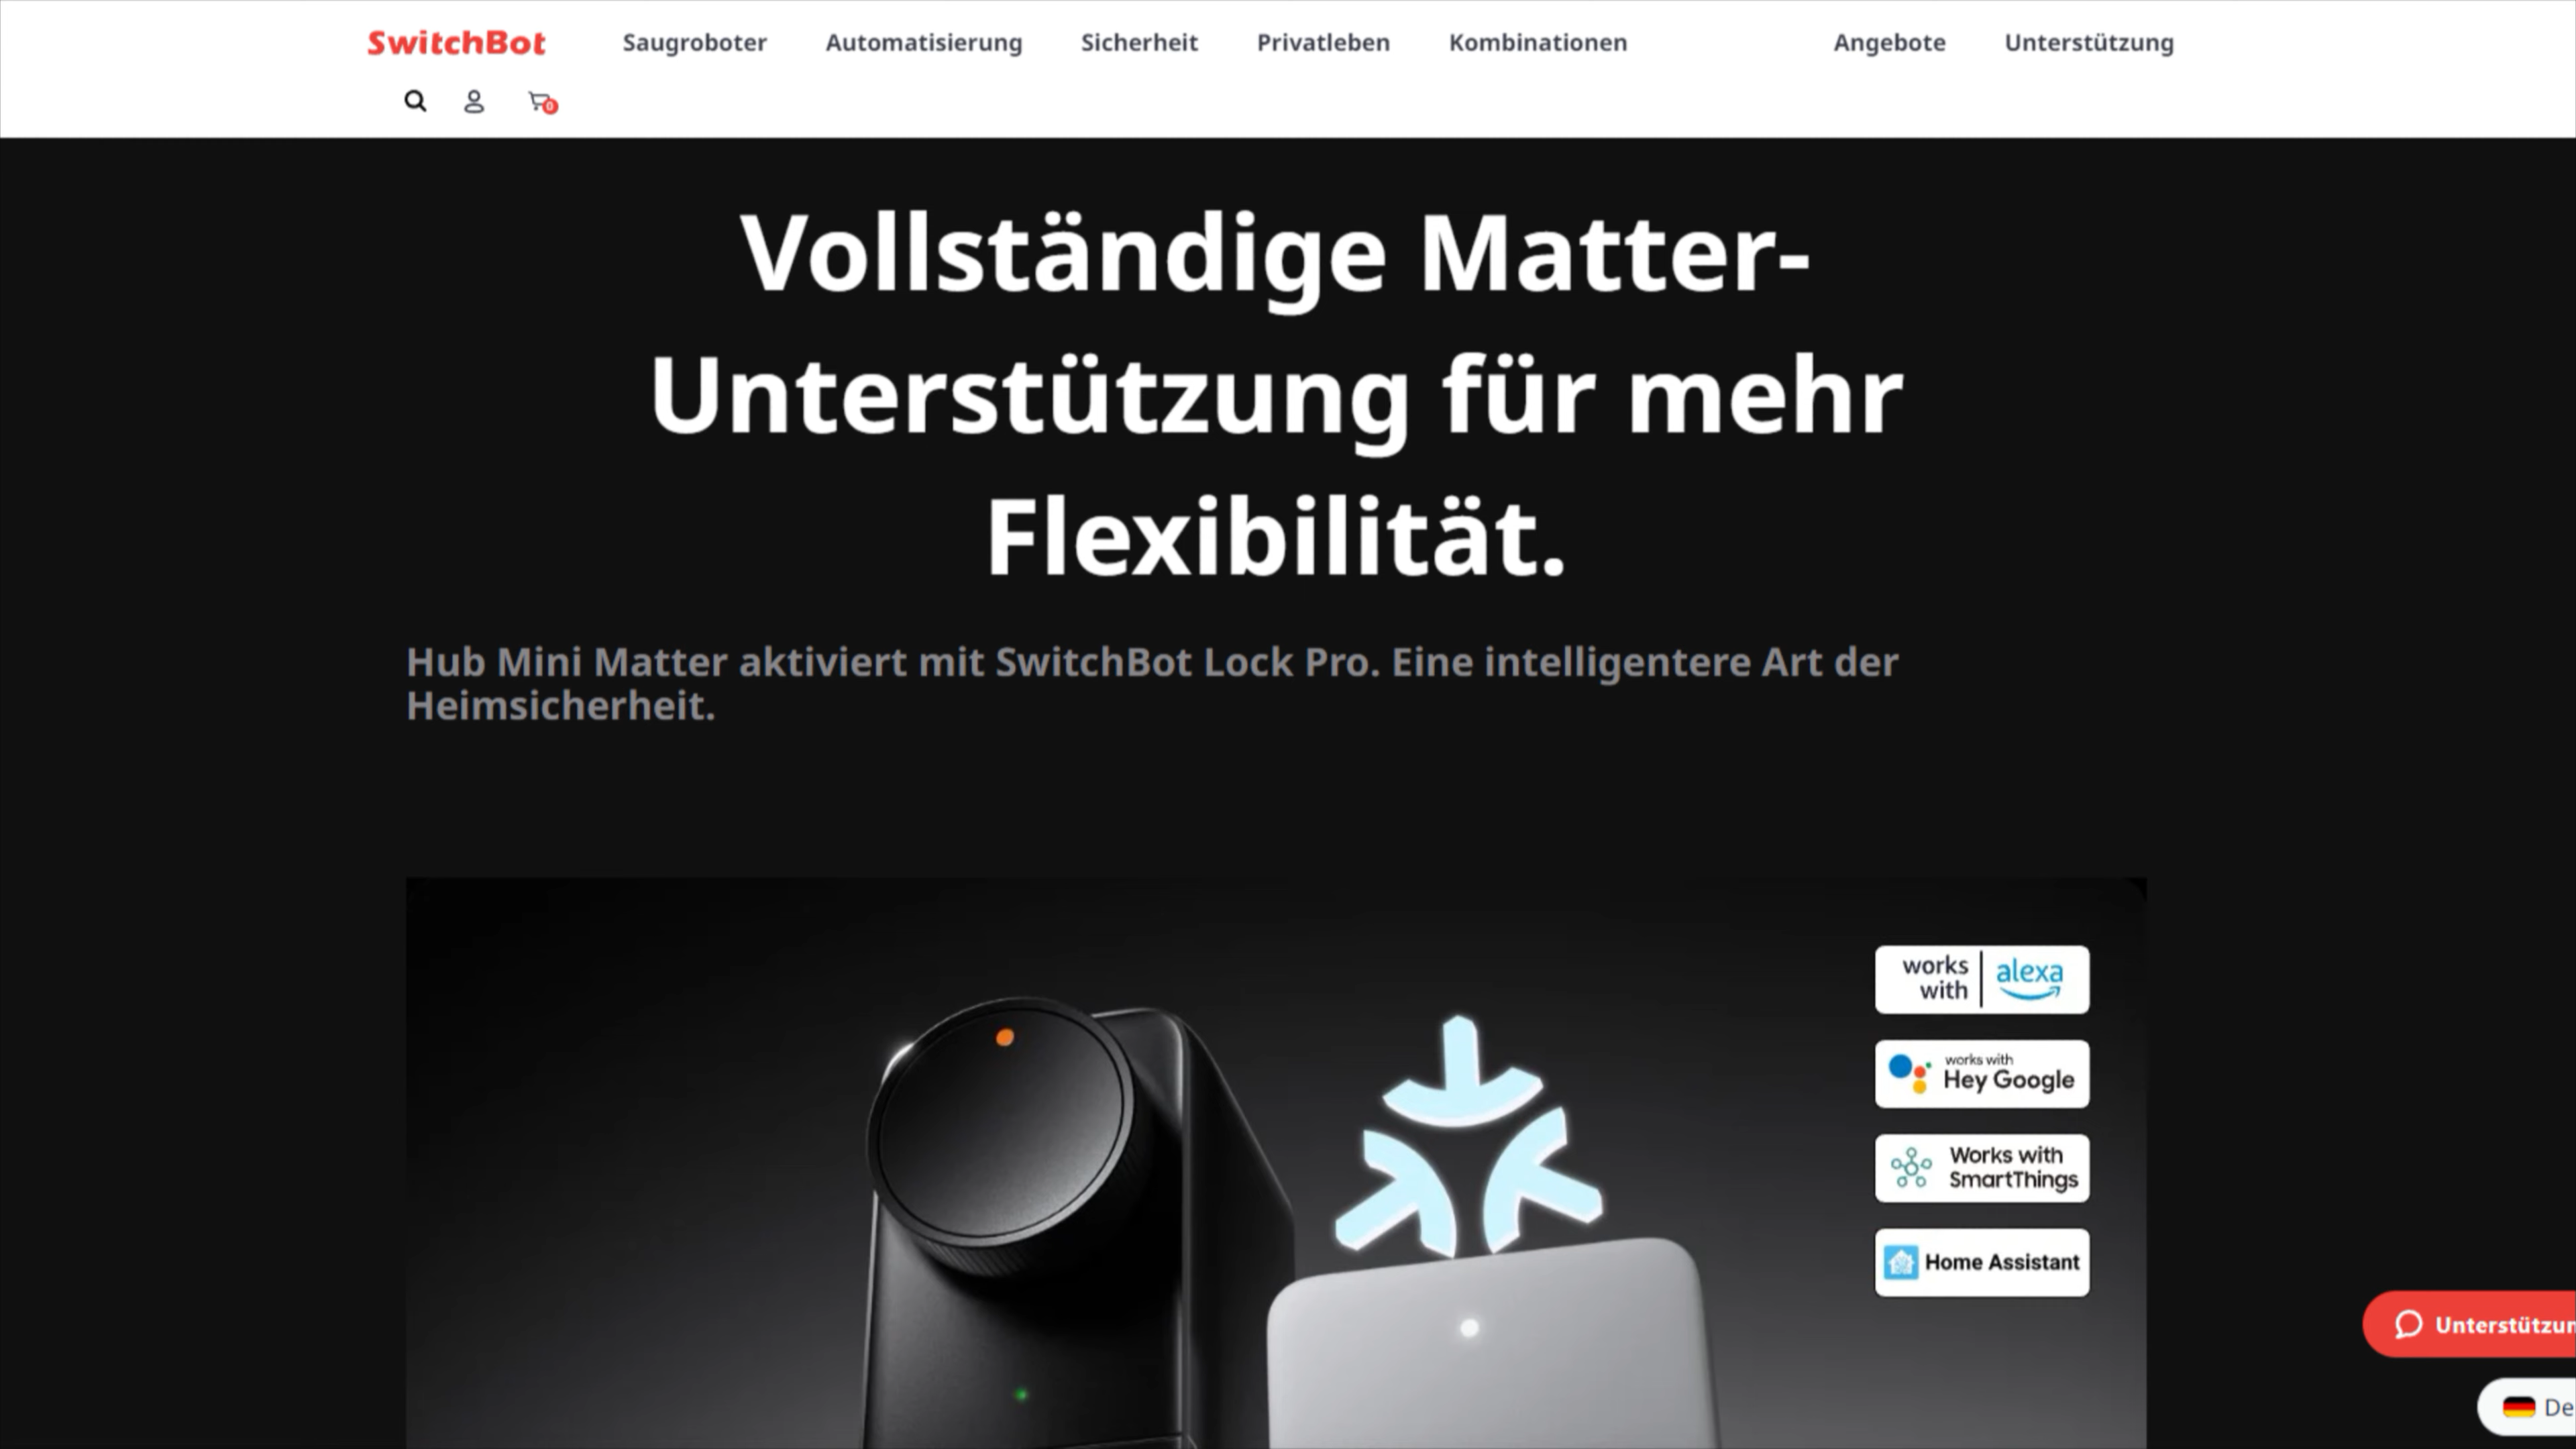 SwitchBot Saugroboter Automatisierung Sicherheit Privatleben Kombinationen Angebote Unterstützung
0
Vollständige Matter-
Unterstützung für mehr
Flexibilität.
Hub Mini Matter aktiviert mit SwitchBot Lock Pro. Eine intelligentere Art der
Heimsicherheit.
works
with
alexa
works with
Hey Google
Works with
SmartThings
Home Assistant
Unterstützun
De